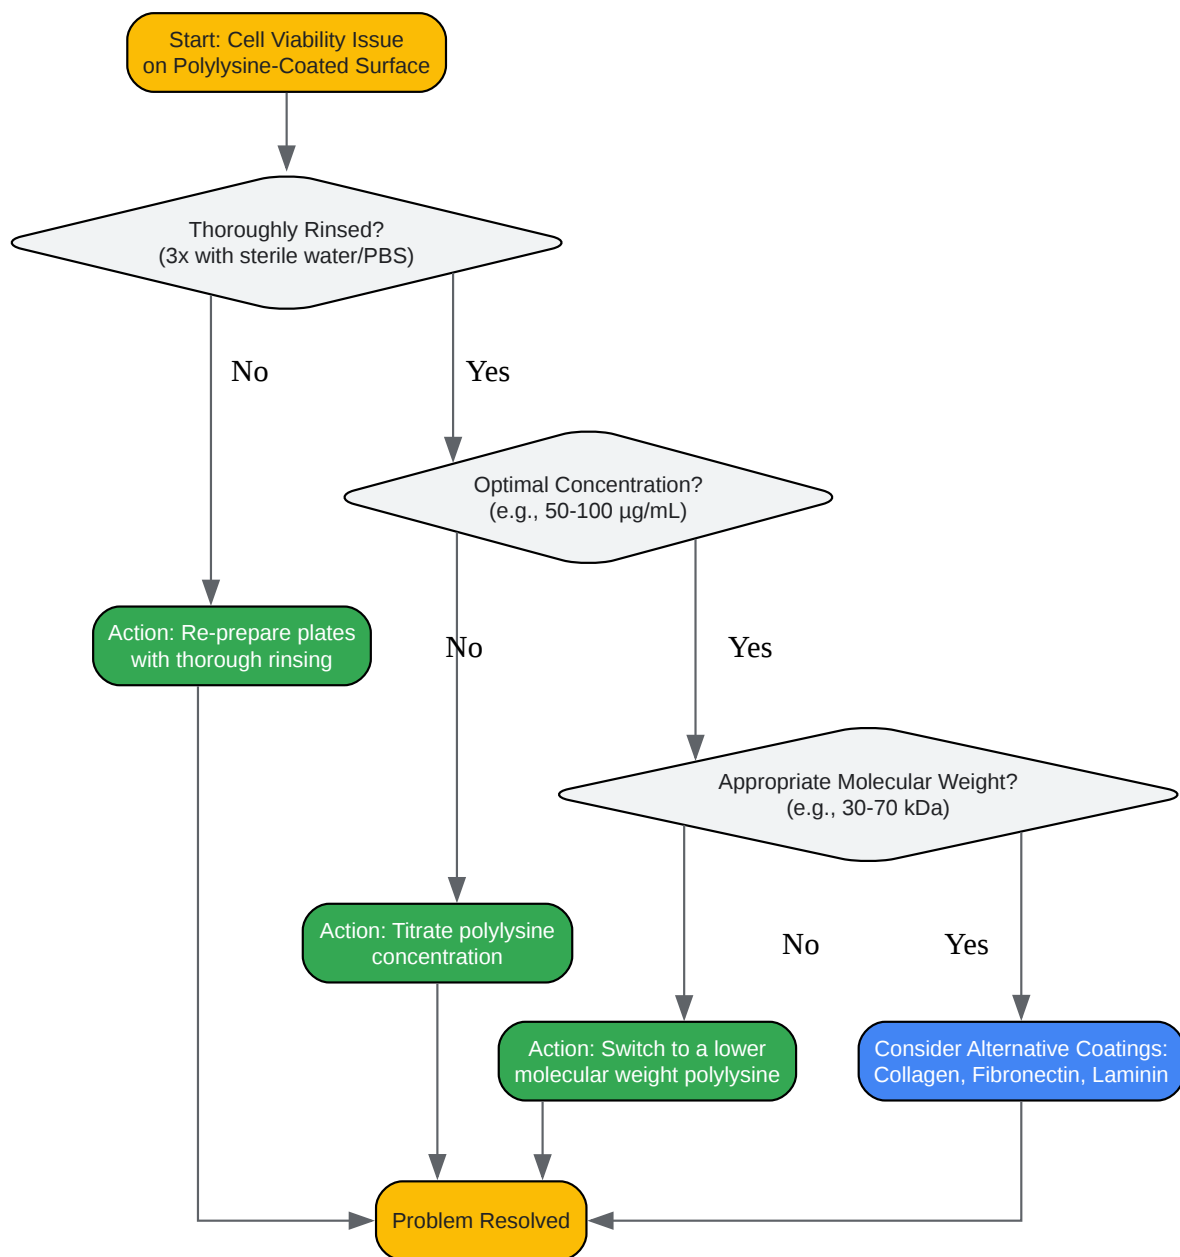 Start: Cell Viability Issue
on Polylysine-Coated Surface
Thoroughly Rinsed?
(3x with sterile water/PBS)
No
Yes
Optimal Concentration?
(e.g., 50-100 µg/mL)
Action: Re-prepare plates
with thorough rinsing
No
Yes
Appropriate Molecular Weight?
(e.g., 30-70 kDa)
Action: Titrate polylysine
concentration
No
Yes
Action: Switch to a lower
molecular weight polylysine
Consider Alternative Coatings:
Collagen, Fibronectin, Laminin
Problem Resolved